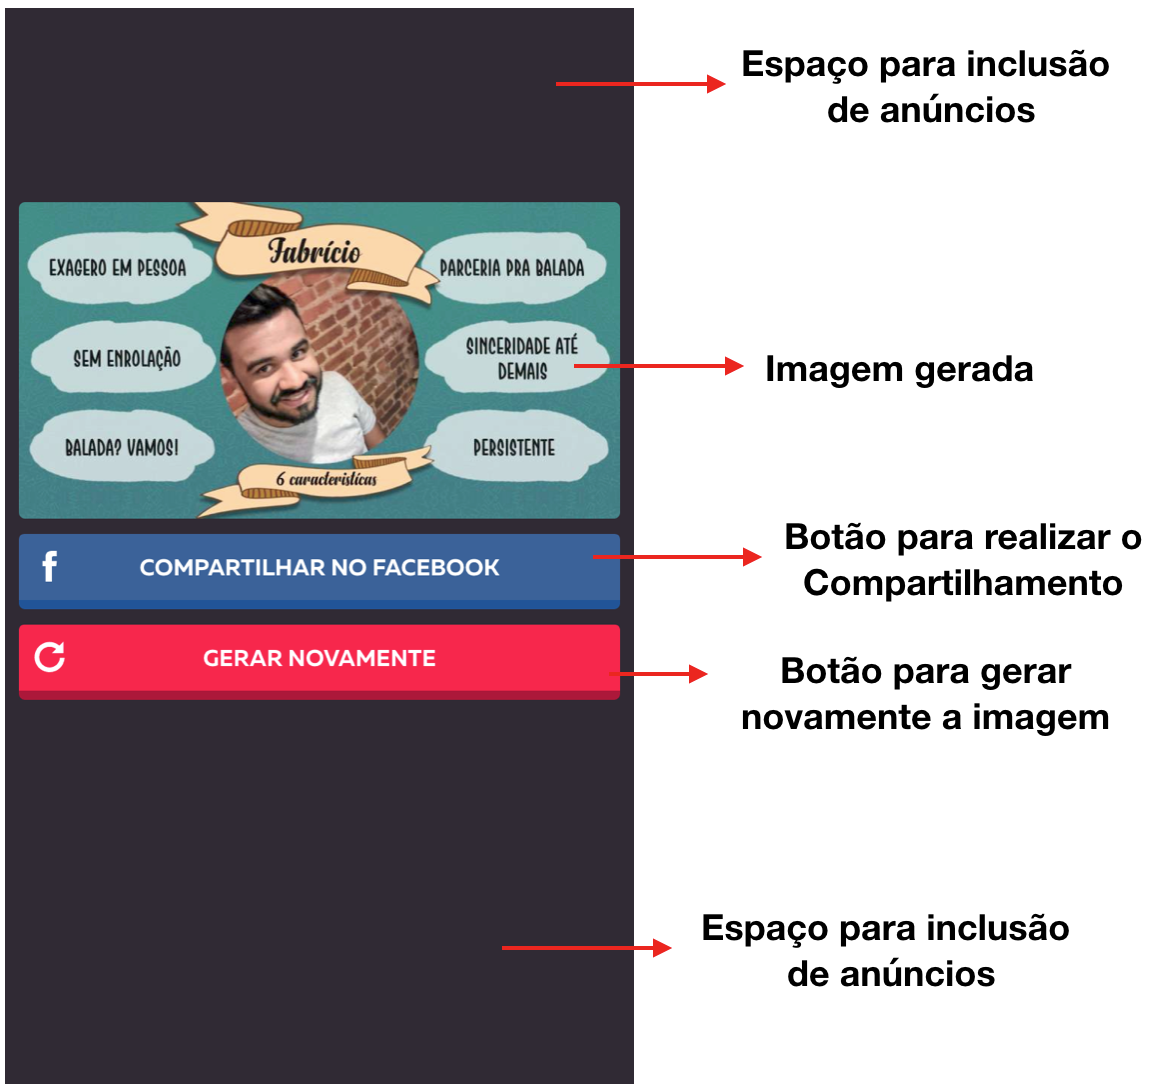 Espaço para inclusão
de anúncios
Fabrício
EXAGERO EM PESSOA
PARCERIA PRA BALADA
SEM ENROLAÇÃO
SINCERIDADE ATÉ
DEMAIS
Imagem gerada
BALADA? VAMOS!
PERSISTENTE
6 características
COMPARTILHAR NO FACEBOOK
Botão para realizar o
Compartilhamento
GERAR NOVAMENTE
Botão para gerar
novamente a imagem
Espaço para inclusão
de anúncios